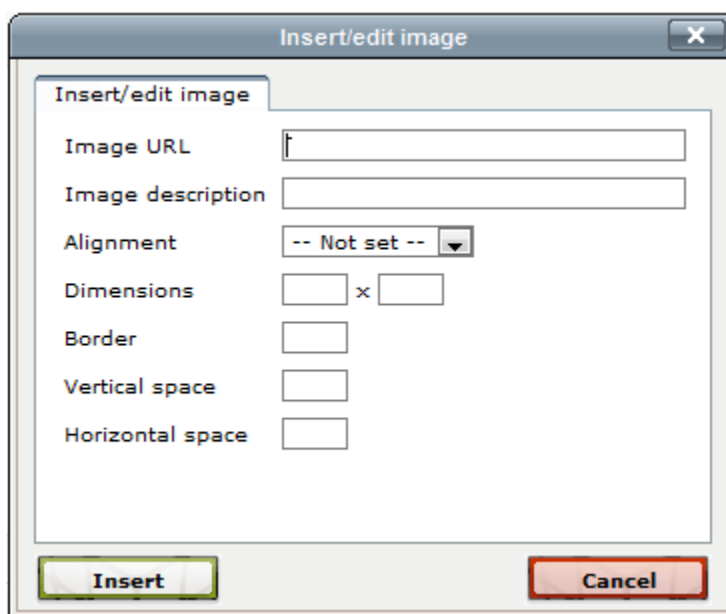 Insert/edit image
Insert/edit image
Image URL
Image description
Alignment -- Not set --
Dimensions x
Border
Vertical space
Horizontal space
Insert Cancel